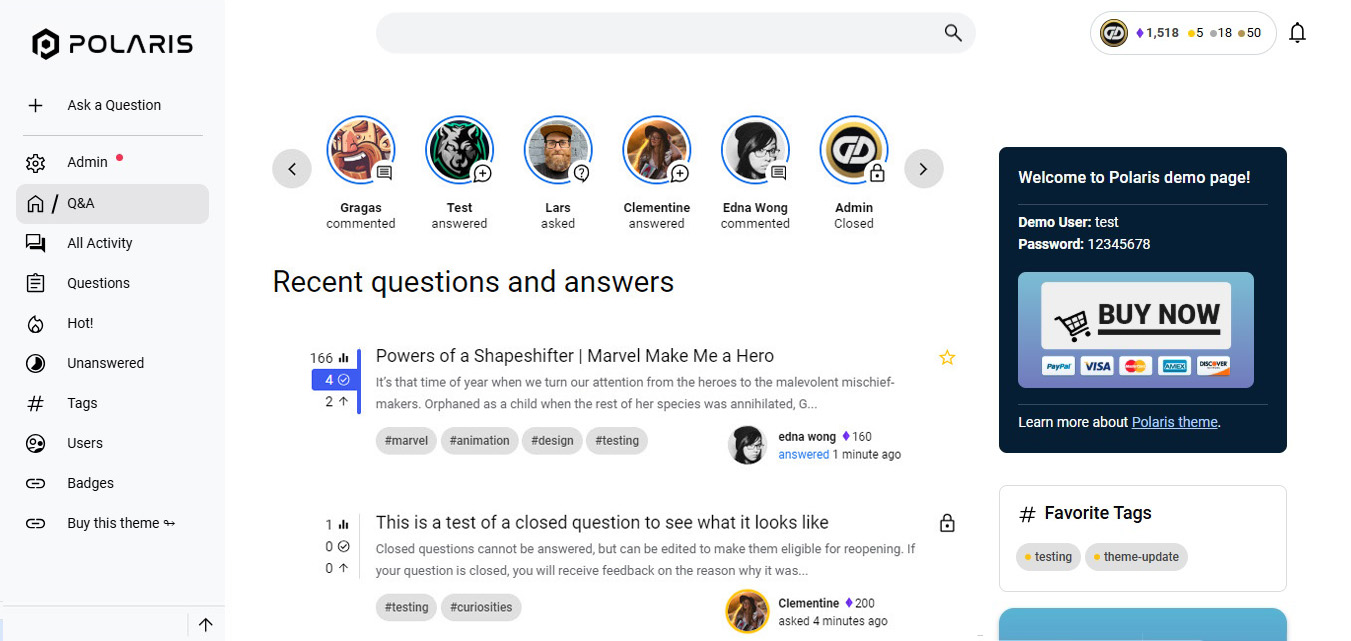 POLARIS
1,518 5 18 50
Ask a Question
Admin
Q&A
All Activity
Questions
Hot!
Unanswered
Tags
Users
Badges
Buy this theme ↬
Gragas
commented
Test
answered
Lars
asked
Clementine
answered
Edna Wong
commented
Admin
Closed
Recent questions and answers
166
4
2
Powers of a Shapeshifter | Marvel Make Me a Hero
It's that time of year when we turn our attention from the heroes to the malevolent mischief-
makers. Orphaned as a child when the rest of her species was annihilated, G...
#marvel #animation #design #testing
edna wong 160
answered 1 minute ago
1
0
0
This is a test of a closed question to see what it looks like
Closed questions cannot be answered, but can be edited to make them eligible for reopening. If
your question is closed, you will receive feedback on the reason why it was...
#testing #curiosities
Clementine 200
asked 4 minutes ago
Welcome to Polaris demo page!
Demo User: test
Password: 12345678
BUY NOW
PayPal VISA MasterCard AMEX DISCOVER
Learn more about Polaris theme.
# Favorite Tags
testing theme-update